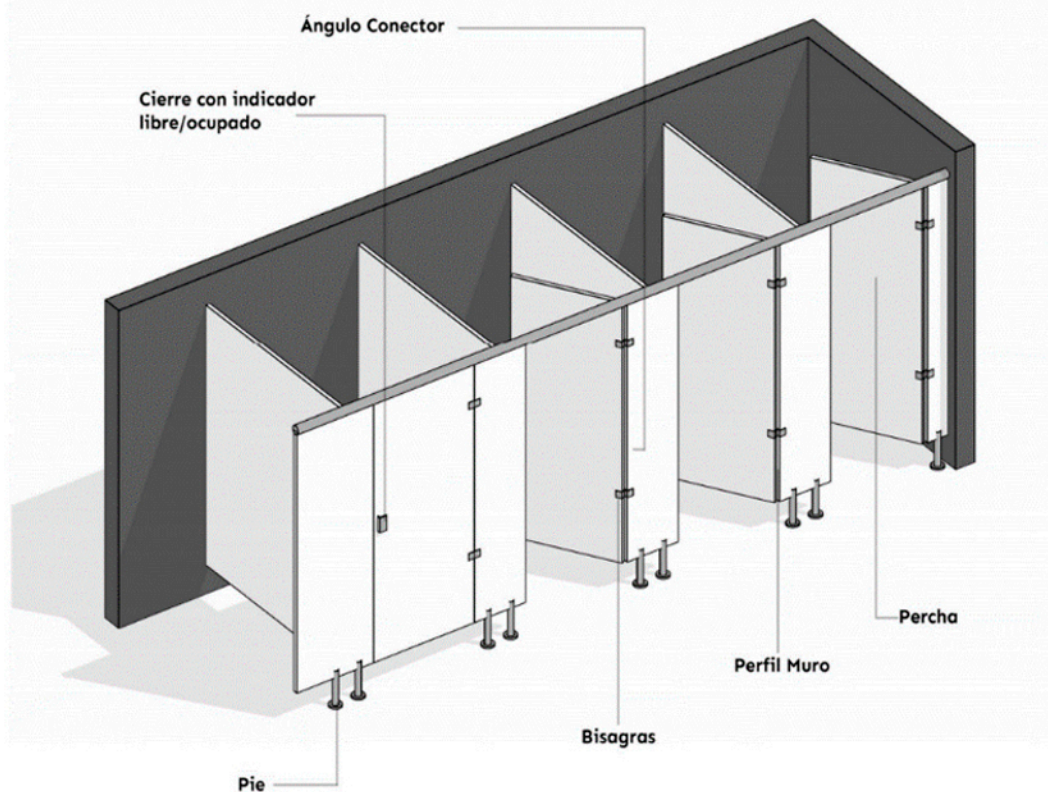 Ángulo Conector
Cierre con indicador
libre/ocupado
Percha
Perfil Muro
Bisagras
Pie